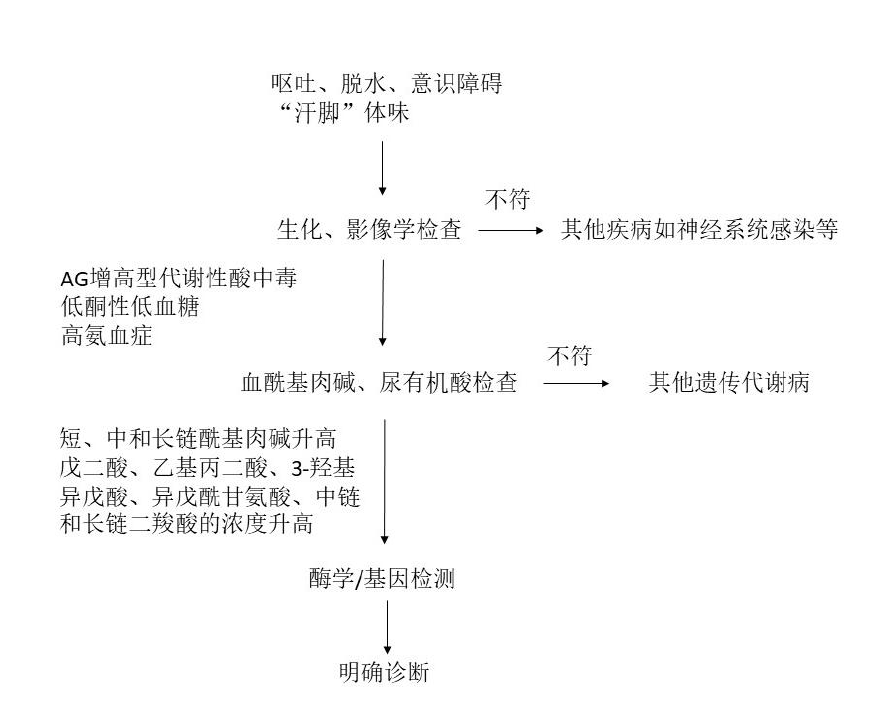 呕吐、脱水、意识障碍
“汗脚”体味
不符
生化、影像学检查
其他疾病如神经系统感染等
AG增高型代谢性酸中毒
低酮性低血糖
高氨血症
不符
血酰基肉碱、尿有机酸检查
其他遗传代谢病
短、中和长链酰基肉碱升高
戊二酸、乙基丙二酸、3-羟基
异戊酸、异戊酰甘氨酸、中链
和长链二羧酸的浓度升高
酶学/基因检测
明确诊断